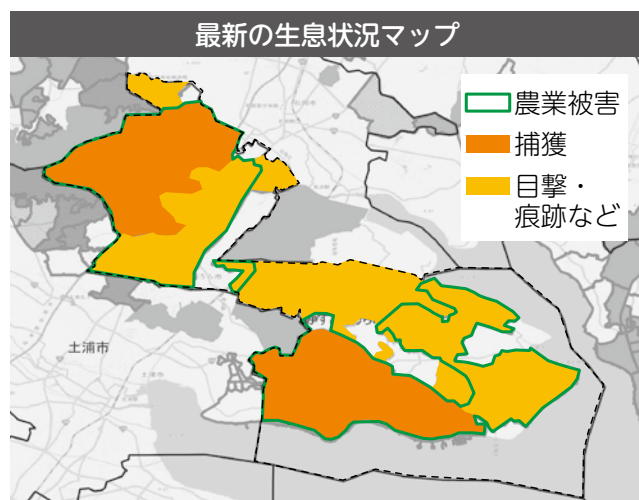 最新の生息状況マップ
農業被害
捕獲
目撃・
痕跡など
土浦市